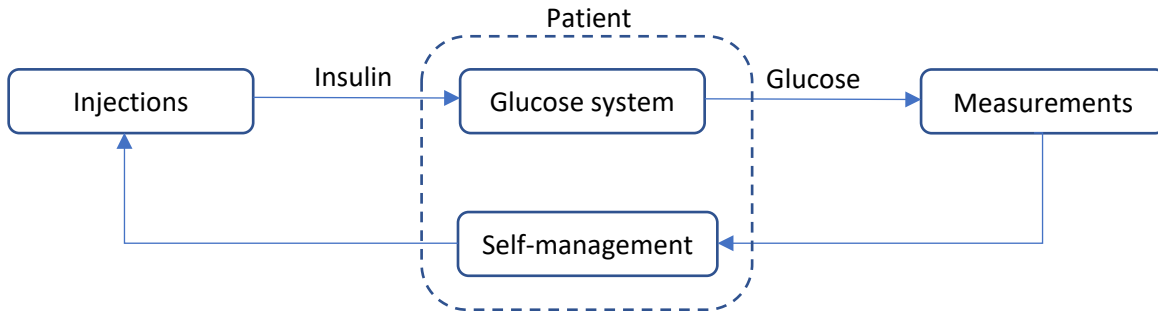 Patient
Injections
Insulin
Glucose system
Glucose
Measurements
Self-management